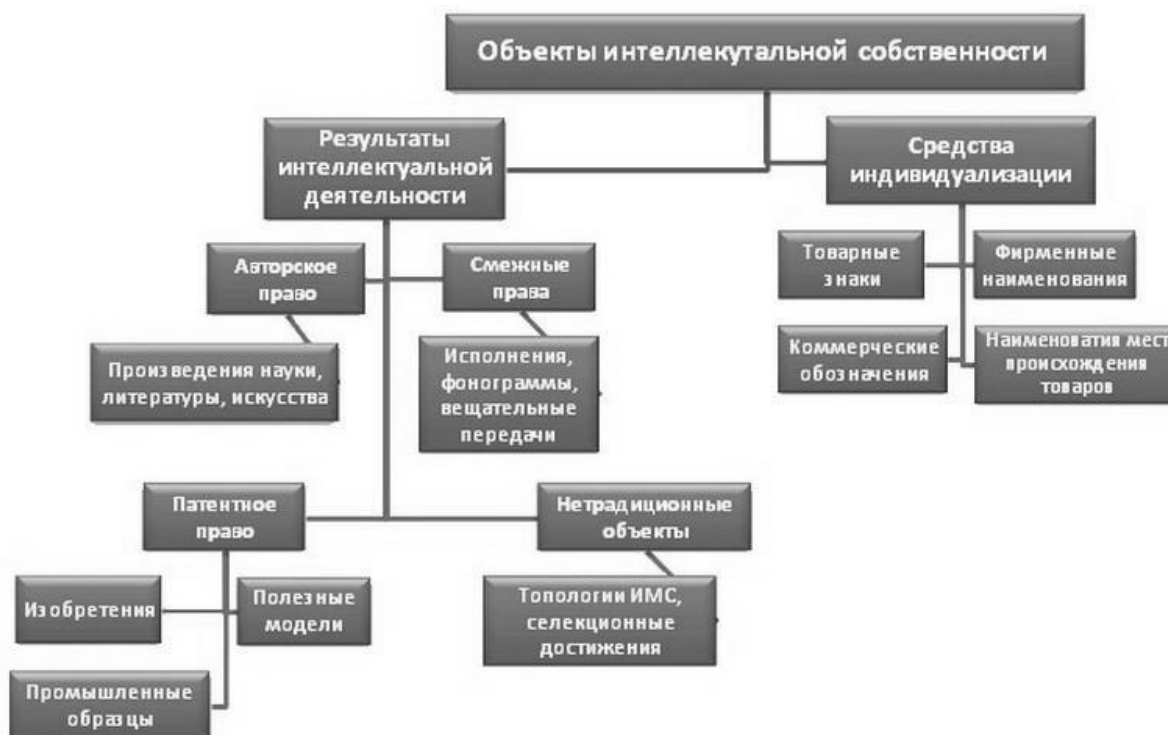 Объекты интеллекутальной собственности
Результаты
интеллектуальной
деятельности
Средства
индивидуализации
Авторское
право
Смежные
права
Товарные
знаки
Фирменные
наименования
Произведения науки,
литературы, искусства
Исполнения,
фонограммы,
вещательные
передачи
Коммерческие
обозначения
Наименоватия мест
происхождения
товаров
Патентное
право
Нетрадиционные
объекты
Изобретения
Полезные
модели
Топологии ИМС,
селекционные
достижения
Промышленные
образцы